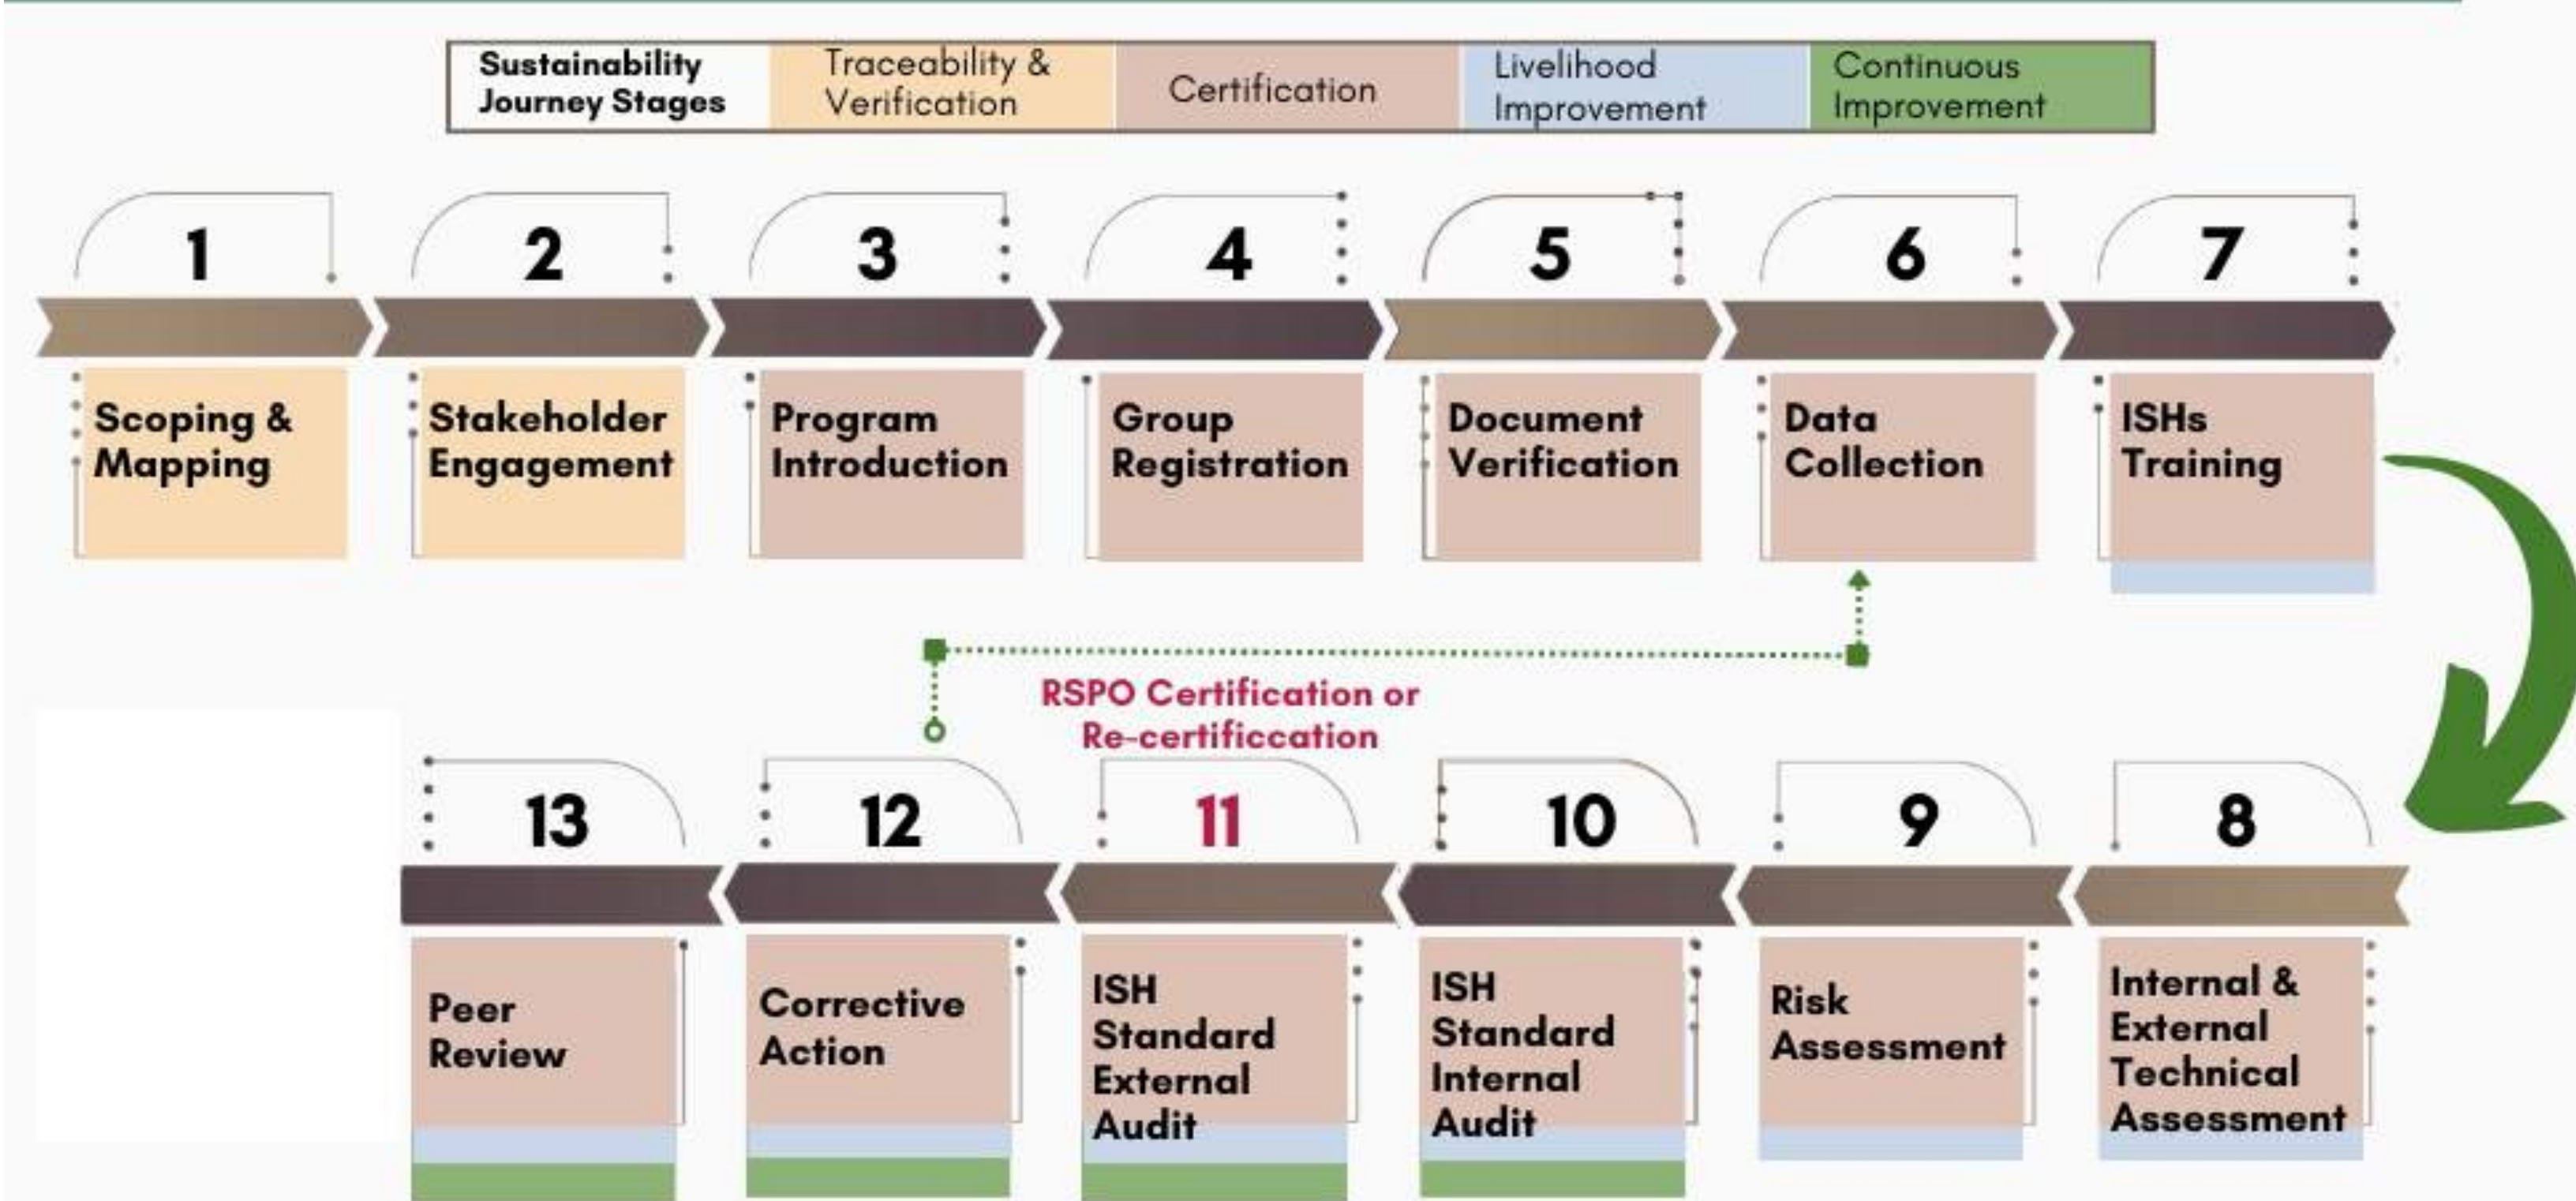 Sustainability
Journey Stages
Traceability &
Verification
Certification
Livelihood
Improvement
Continuous
Improvement
1
2
3
4
5
6
7
Scoping &
Mapping
Stakeholder
Engagement
Program
Introduction
Group
Registration
Document
Verification
Data
Collection
ISHs
Training
RSPO Certification or
Re-certificcation
13
12
11
10
9
8
Peer
Review
Corrective
Action
ISH
Standard
External
Audit
ISH
Standard
Internal
Audit
Risk
Assessment
Internal &
External
Technical
Assessment